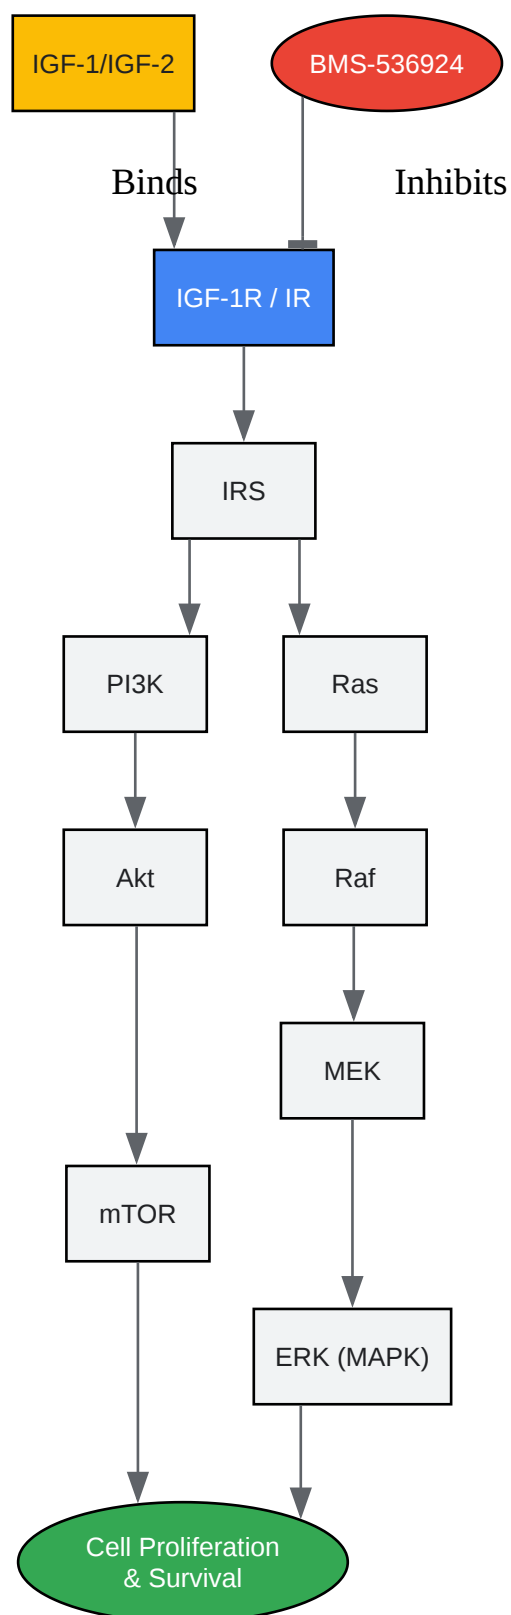 IGF-1/IGF-2
BMS-536924
Binds
Inhibits
IGF-1R / IR
IRS
PI3K
Ras
Akt
Raf
MEK
mTOR
ERK (MAPK)
Cell Proliferation
& Survival